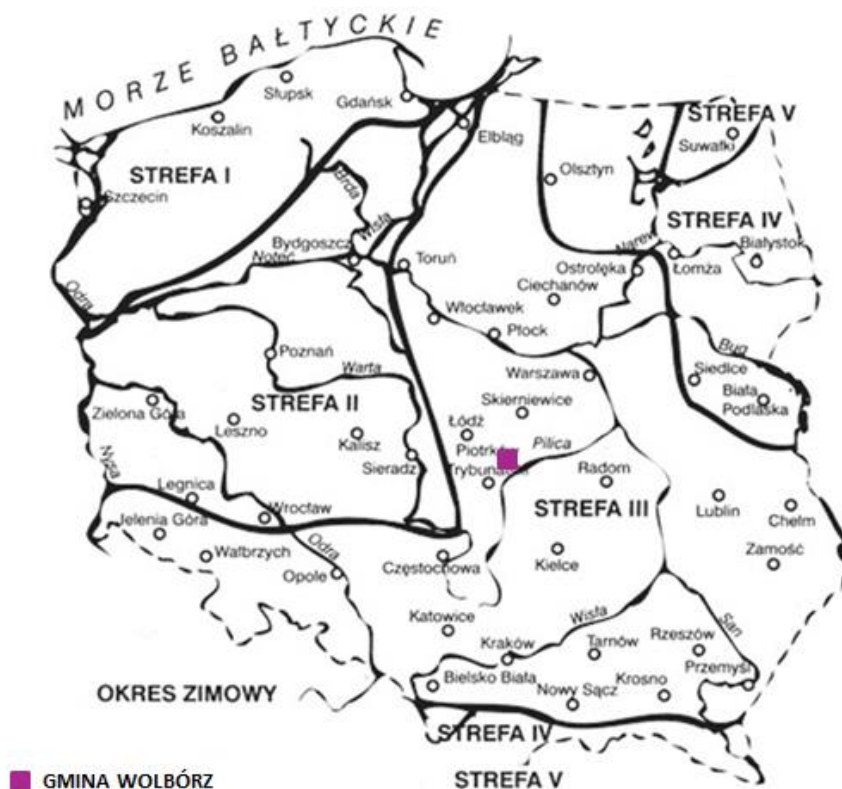 MORZE BAŁTYCKIE
Słupsk
Gdańsk
Koszalin
Elbląg
STREFA V
Suwałki
STREFA I
Olsztyn
Szczecin
Brda
Wisła
STREFA IV
Bydgoszcz
Noteć
Toruń
Narew
Białystok
Ostrołęka
Łomża
Ciechanów
Odra
Włocławek
Płock
Poznań
Bug
Warta
Warszawa
Siedlce
Biała
Podlaska
Zielona Góra
STREFA II
Skierniewice
Leszno
Łódź
Kalisz
Pilica
Piotrków
Trybunalski
Sieradz
Nysa
Radom
Legnica
Lublin
Wrocław
STREFA III
Chełm
Jelenia Góra
Odra
Wałbrzych
Częstochowa
Kielce
Zamość
Opole
Wisła
San
Katowice
Kraków
Tarnów
Rzeszów
Przemyśl
OKRES ZIMOWY
Bielsko Biała
Nowy Sącz
Krosno
STREFA IV
GMINA WOLBÓRZ
STREFA V